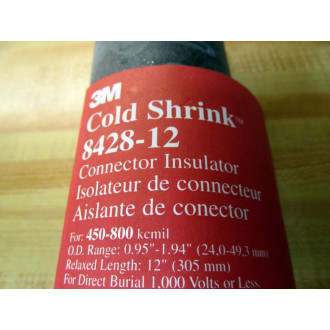 3M
Cold Shrink™
8428-12
Connector Insulator
Isolateur de connecteur
Aislante de conector
For: 450-800 kcmil
O.D. Range: 0.95"-1.94" (24.0-49.3 mm)
Relaxed Length: 12" (305 mm)
For Direct Burial 1,000 Volts or Less